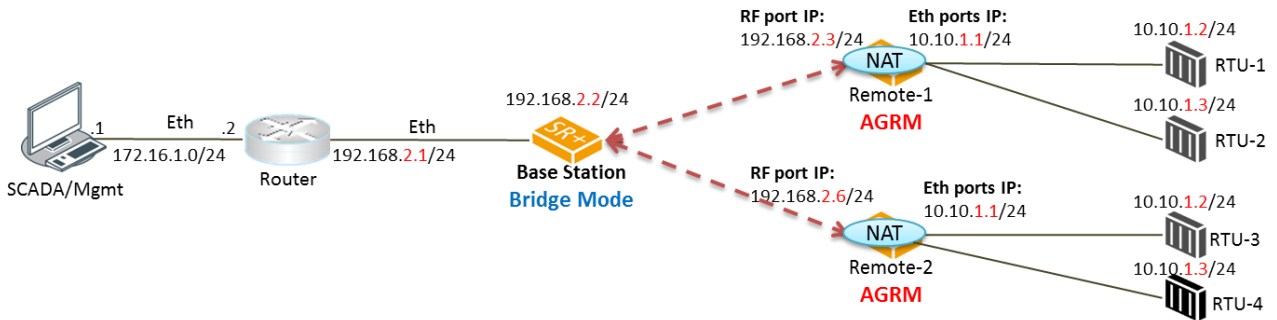 .1
Eth
172.16.1.0/24
.2
SCADA/Mgmt
Router
Eth
192.168.2.1/24
192.168.2.2/24
SR+
Base Station
Bridge Mode
RF port IP:
192.168.2.3/24
Eth ports IP:
10.10.1.1/24
NAT
Remote-1
AGRM
10.10.1.2/24
RTU-1
10.10.1.3/24
RTU-2
RF port IP:
192.168.2.6/24
Eth ports IP:
10.10.1.1/24
NAT
Remote-2
AGRM
10.10.1.2/24
RTU-3
10.10.1.3/24
RTU-4